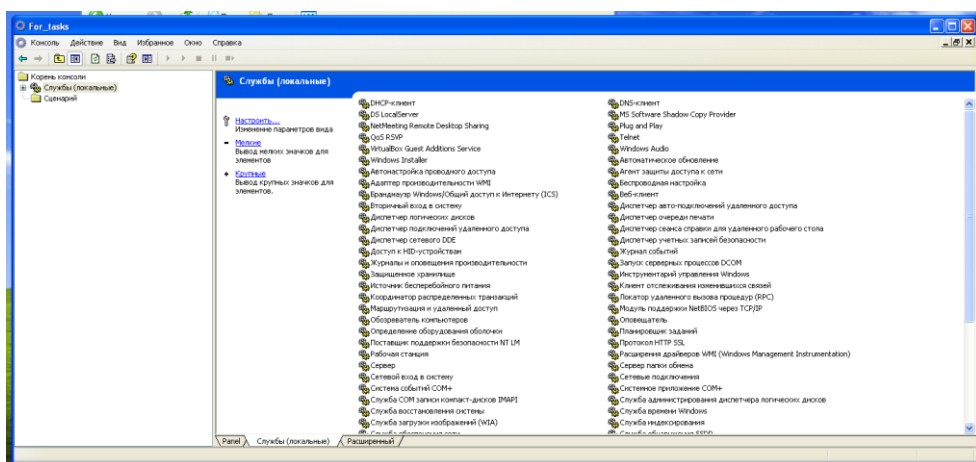 For_tasks
Консоль Действие Вид Избранное Окно Справка
Корень консоли
Службы (локальные)
Сценарий
Службы (локальные)
Настроить...
Изменение параметров вида
Мелкие
Вывод мелких значков для
элементов
Крупные
Вывод крупных значков для
элементов.
DHCP-клиент DNS-клиент
DS LocalServer MS Software Shadow Copy Provider
NetMeeting Remote Desktop Sharing Plug and Play
QoS RSVP Telnet
VirtualBox Guest Additions Service Windows Audio
Windows Installer Автоматическое обновление
Автонастройка проводного доступа Агент защиты доступа к сети
Адаптер производительности WMI Беспроводная настройка
Брандмауэр Windows/Общий доступ к Интернету (ICS) Веб-клиент
Вторичный вход в систему Диспетчер авто-подключений удаленного доступа
Диспетчер логических дисков Диспетчер очереди печати
Диспетчер подключений удаленного доступа Диспетчер сеанса справки для удаленного рабочего стола
Диспетчер сетевого DDE Диспетчер учетных записей безопасности
Доступ к HID-устройствам Журнал событий
Журналы и оповещения производительности Запуск серверных процессов DCOM
Защищенное хранилище Инструментарий управления Windows
Источник бесперебойного питания Клиент отслеживания изменившихся связей
Координатор распределенных транзакций Локатор удаленного вызова процедур (RPC)
Маршрутизация и удаленный доступ Модуль поддержки NetBIOS через TCP/IP
Обозреватель компьютеров Оповещатель
Определение оборудования оболочки Планировщик заданий
Поставщик поддержки безопасности NT LM Протокол HTTP SSL
Рабочая станция Расширения драйверов WMI (Windows Management Instrumentation)
Сервер Сервер папки обмена
Сетевой вход в систему Сетевые подключения
Система событий COM+ Системное приложение COM+
Служба COM записи компакт-дисков IMAPI Служба администрирования диспетчера логических дисков
Служба восстановления системы Служба времени Windows
Служба загрузки изображений (WIA) Служба индексирования
Panel Службы (локальные) Расширенный